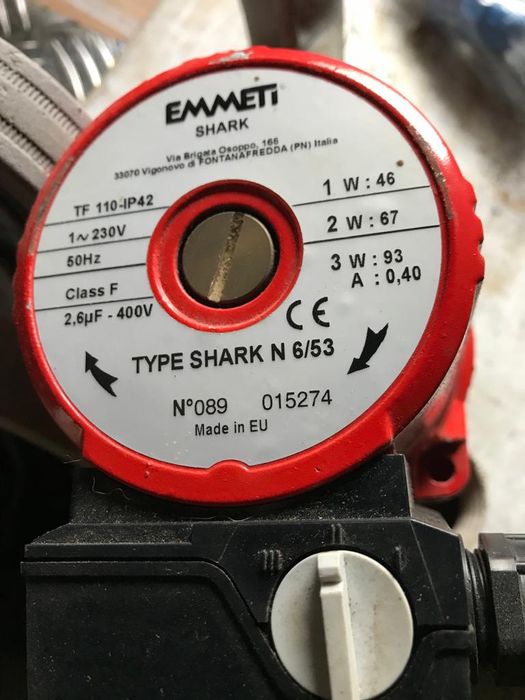 EMMETI
SHARK
Via Brigata Osoppo, 166
33070 Vigonovo di FONTANAFREDDA (PN) Italia
TF 110-IP42
1~230V
50Hz
Class F
2,6µF - 400V
1 W : 46
2 W : 67
3 W : 93
A : 0,40
CE
TYPE SHARK N 6/53
N°089 015274
Made in EU
III II I